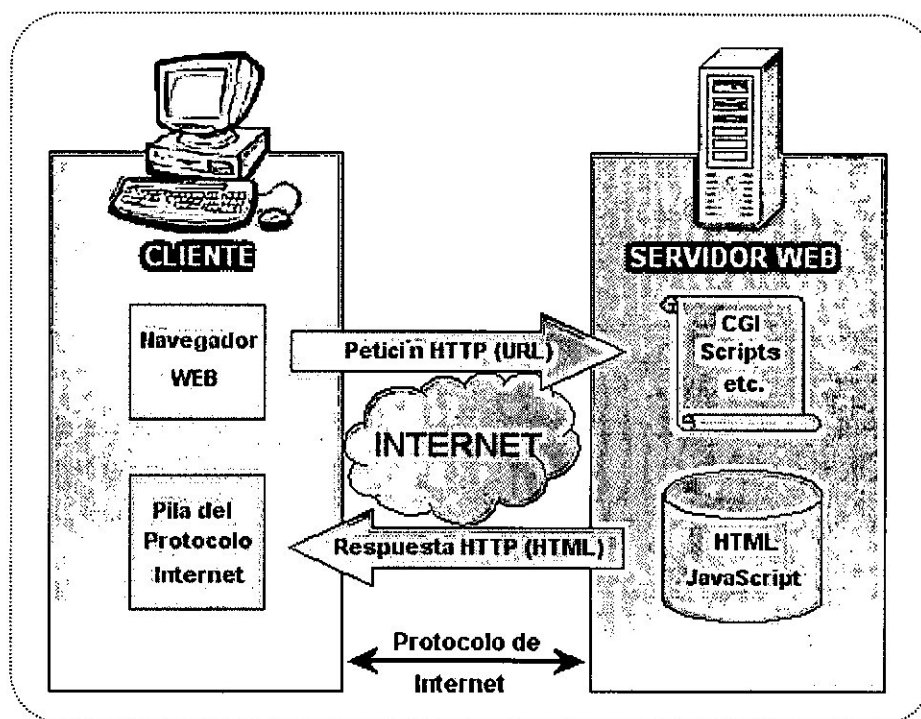 CLIENTE
SERVIDOR WEB
Navegador
WEB
Petici n HTTP (URL)
CGI
Scripts
etc.
INTERNET
Pila del
Protocolo
Internet
Respuesta HTTP (HTML)
HTML
JavaScript
Protocolo de
Internet